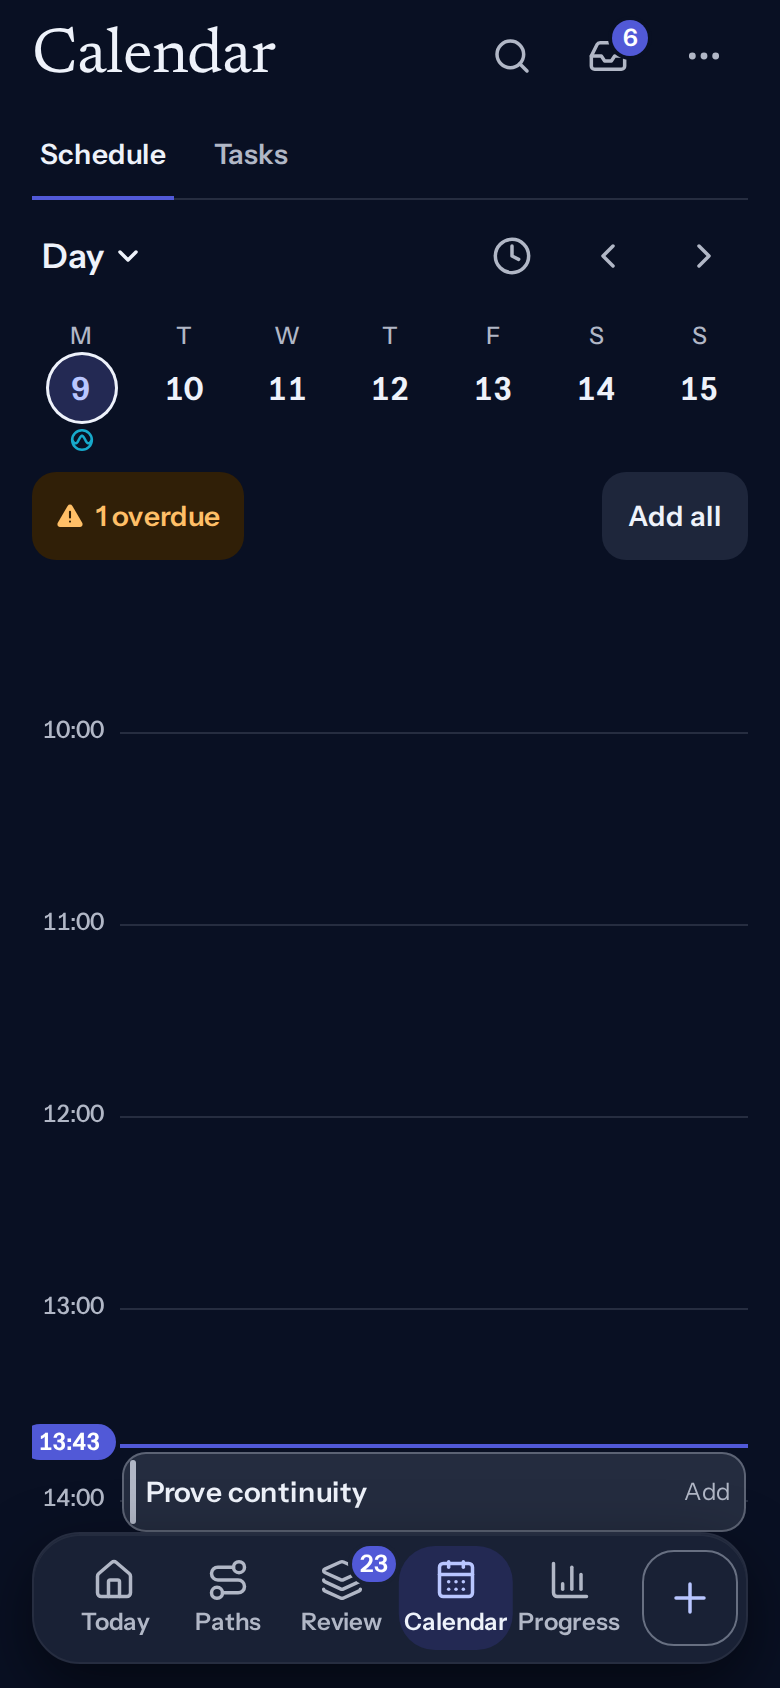 Calendar
6
Schedule Tasks
Day
M T W T F S S
9 10 11 12 13 14 15
1 overdue Add all
10:00
11:00
12:00
13:00
13:43
14:00 Prove continuity Add
23
Today Paths Review Calendar Progress